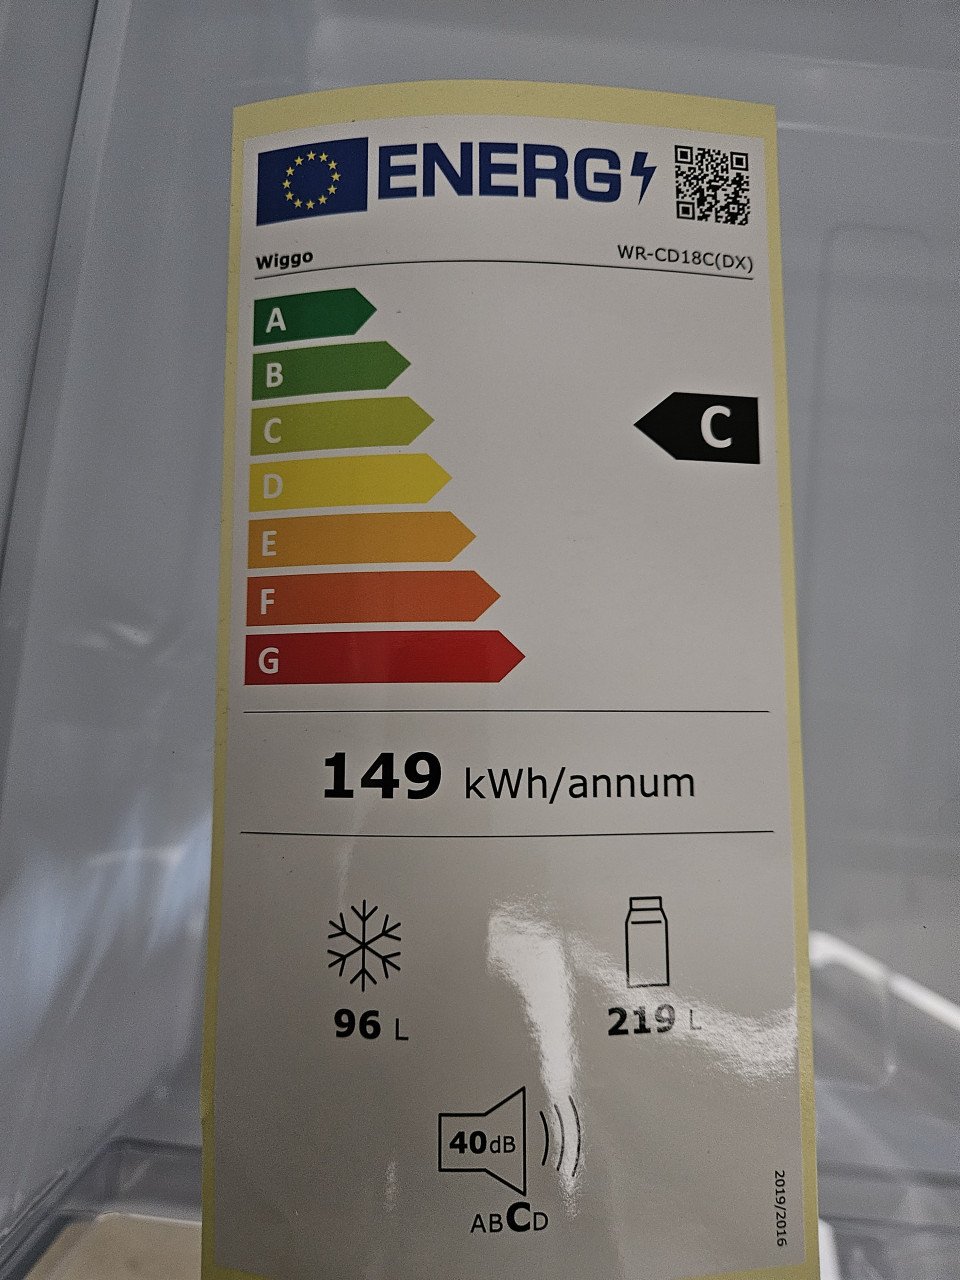 ENERG
Wiggo
WR-CD18C(DX)
A
B
C
C
D
E
F
G
149 kWh/annum
96 L
219 L
40dB
ABCD
2019/2016